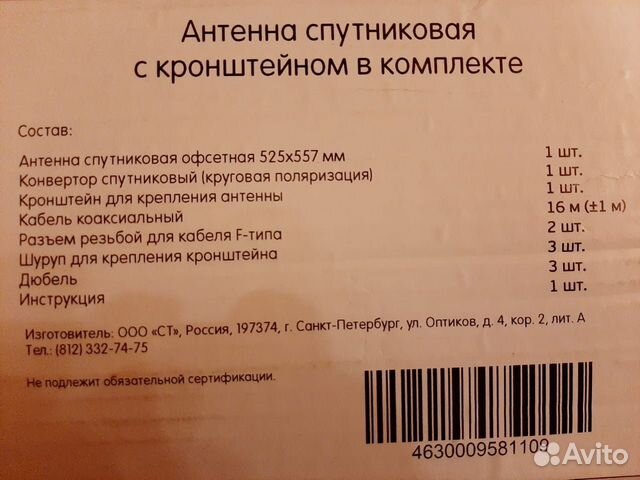 Антенна спутниковая
с кронштейном в комплекте
Состав:
Антенна спутниковая офсетная 525х557 мм 1 шт.
Конвертор спутниковый (круговая поляризация) 1 шт.
Кронштейн для крепления антенны 1 шт.
Кабель коаксиальный 16 м (±1 м)
Разъем резьбой для кабеля F-типа 2 шт.
Шуруп для крепления кронштейна 3 шт.
Дюбель 3 шт.
Инструкция 1 шт.
Изготовитель: ООО «СТ», Россия, 197374, г. Санкт-Петербург, ул. Оптиков, д. 4, кор. 2, лит. А
Тел.: (812) 332-74-75
Не подлежит обязательной сертификации.
4630009581109
Avito